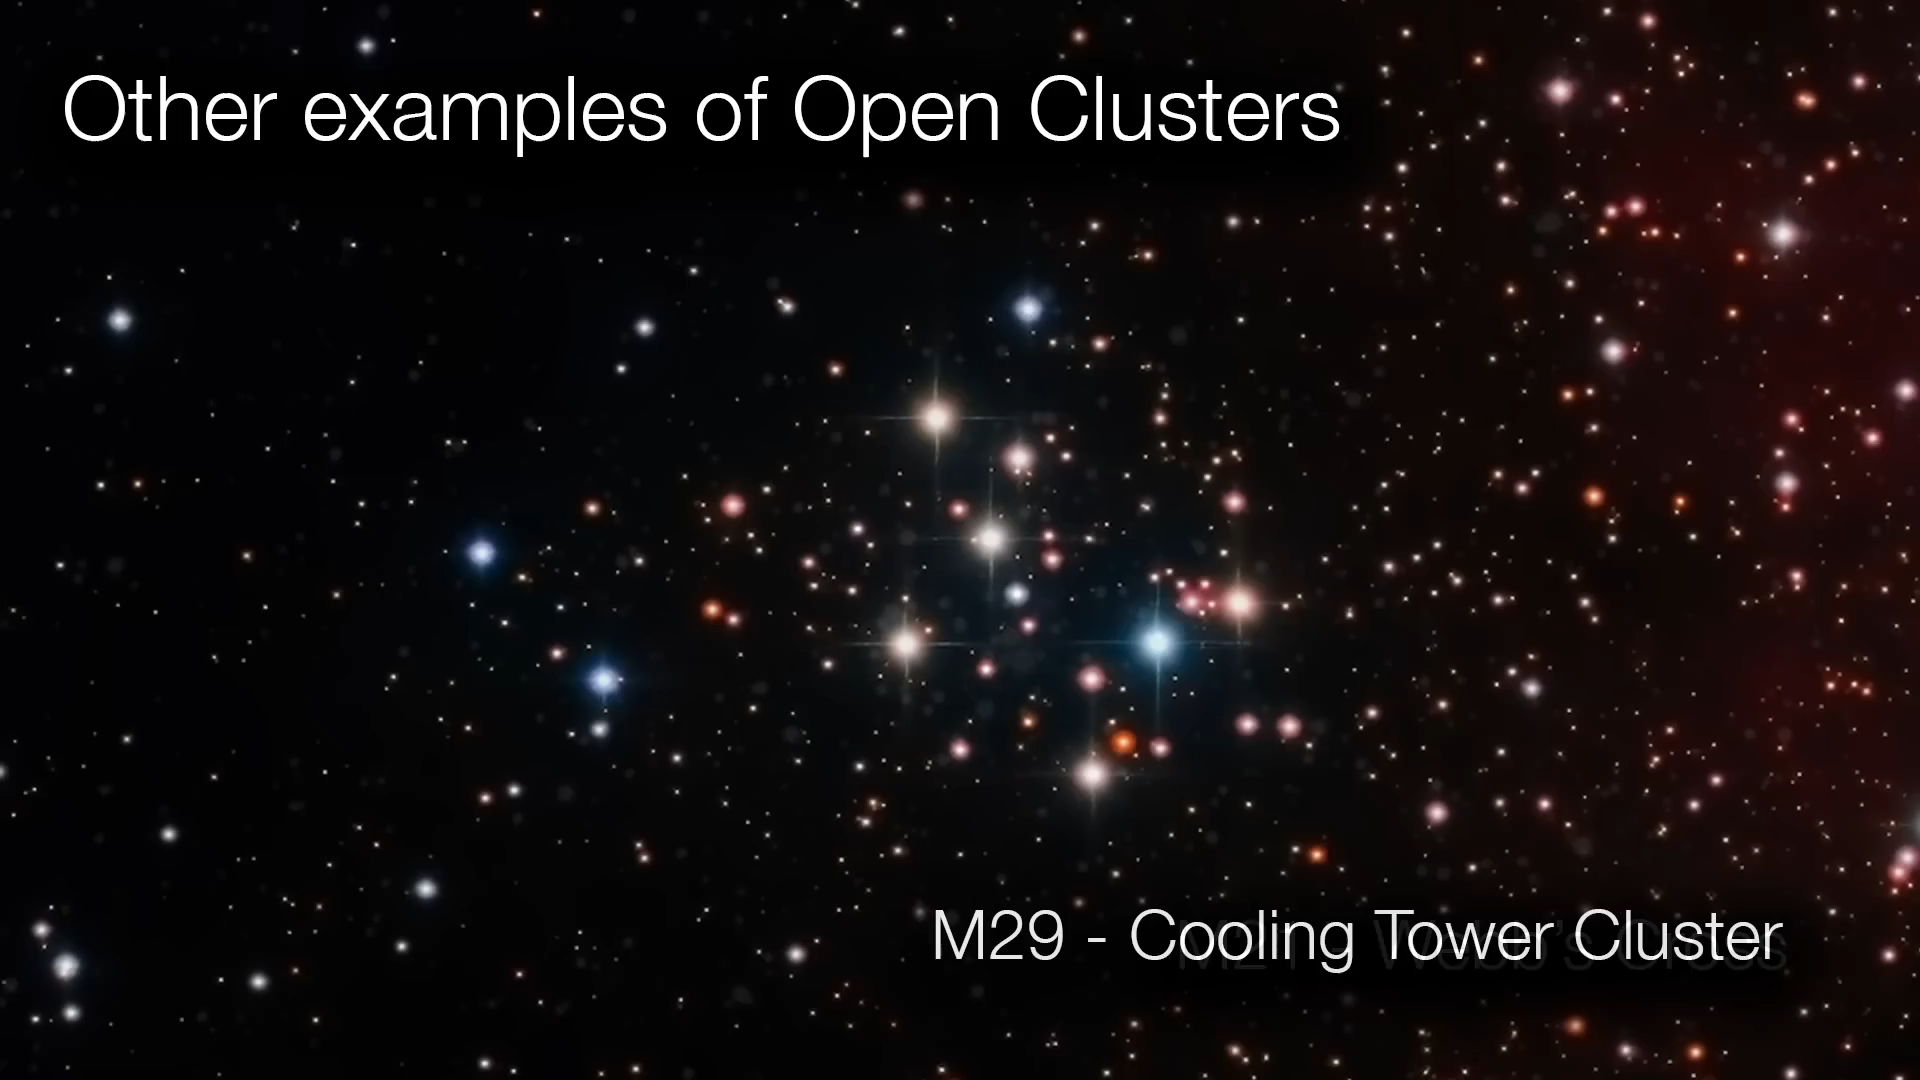 Other examples of Open Clusters
M29 - Cooling Tower Cluster